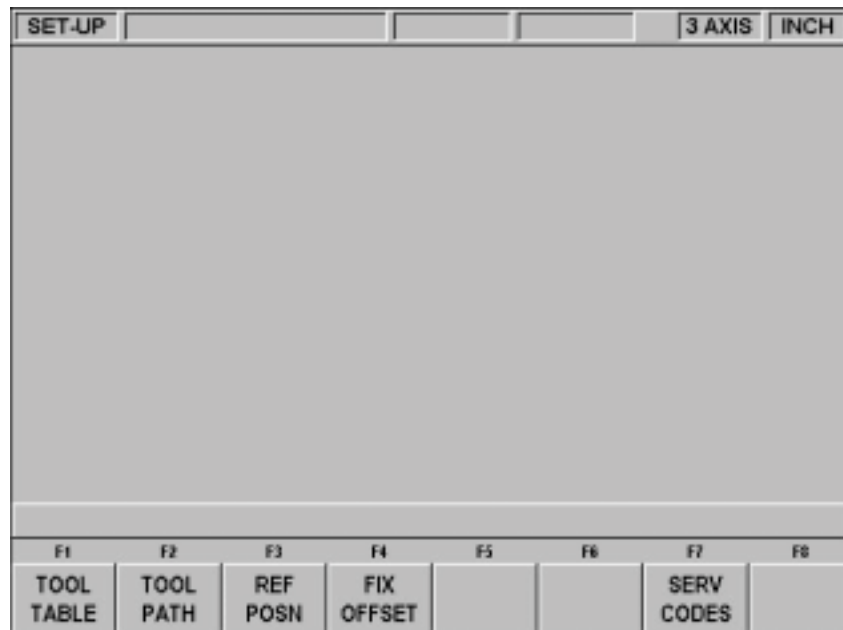 SET-UP 3 AXIS INCH
F1 F2 F3 F4 F5 F6 F7 F8
TOOL TABLE TOOL PATH REF POSN FIX OFFSET SERV CODES